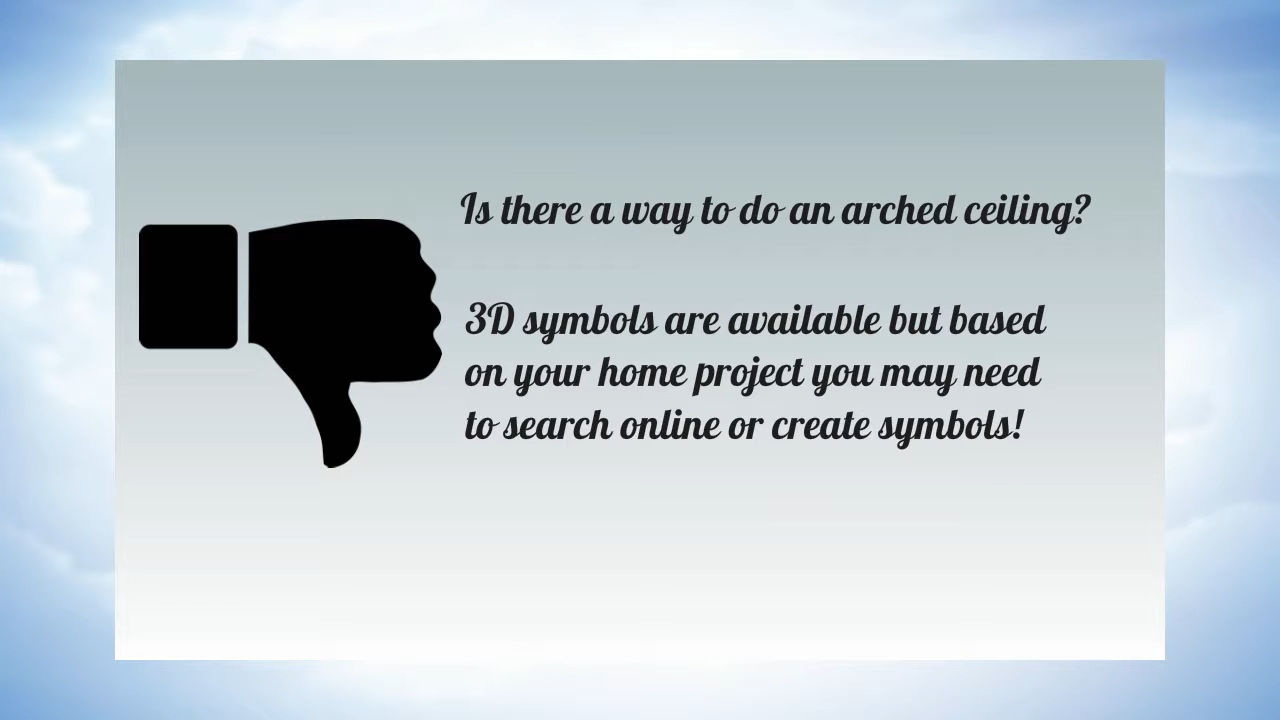 Is there a way to do an arched ceiling?
3D symbols are available but based
on your home project you may need
to search online or create symbols!